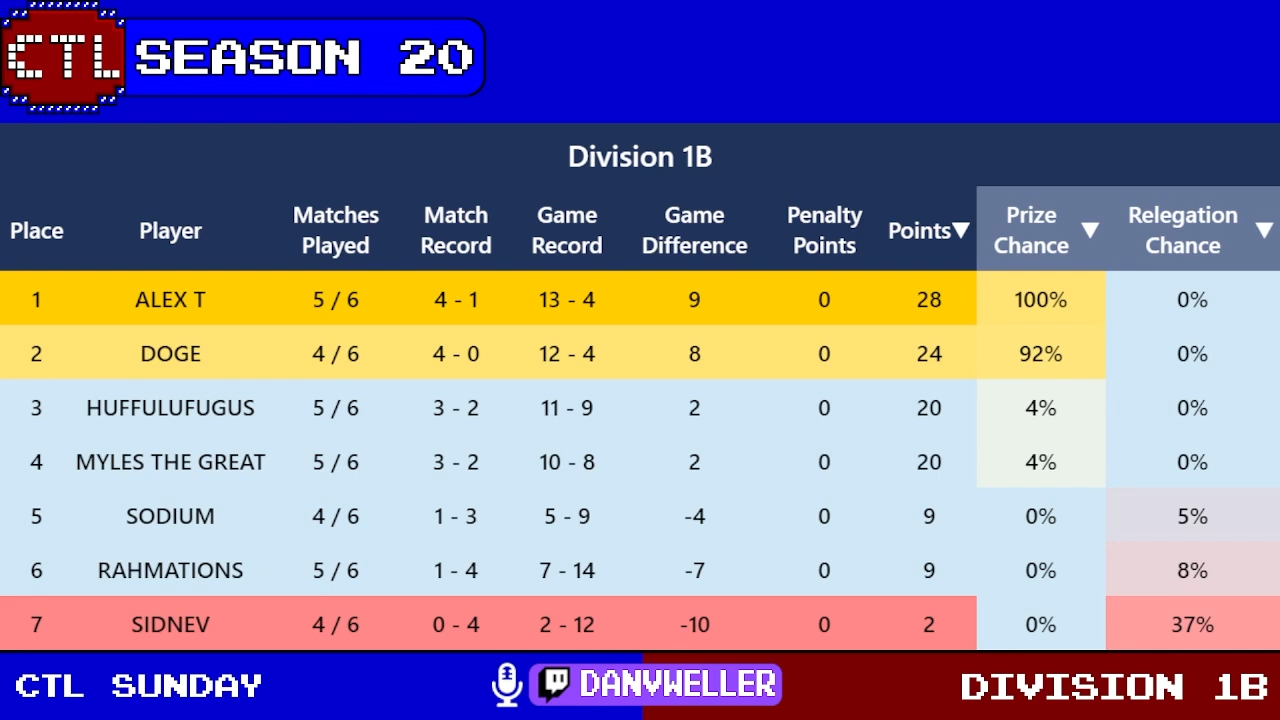 CTL SEASON 20
Division 1B
Place Player Matches Played Match Record Game Record Game Difference Penalty Points Points▼ Prize Chance ▼ Relegation Chance ▼
1 ALEX T 5 / 6 4 - 1 13 - 4 9 0 28 100% 0%
2 DOGE 4 / 6 4 - 0 12 - 4 8 0 24 92% 0%
3 HUFFULUFUGUS 5 / 6 3 - 2 11 - 9 2 0 20 4% 0%
4 MYLES THE GREAT 5 / 6 3 - 2 10 - 8 2 0 20 4% 0%
5 SODIUM 4 / 6 1 - 3 5 - 9 -4 0 9 0% 5%
6 RAHMATIONS 5 / 6 1 - 4 7 - 14 -7 0 9 0% 8%
7 SIDNEV 4 / 6 0 - 4 2 - 12 -10 0 2 0% 37%
CTL SUNDAY DANVWELLER DIVISION 1B